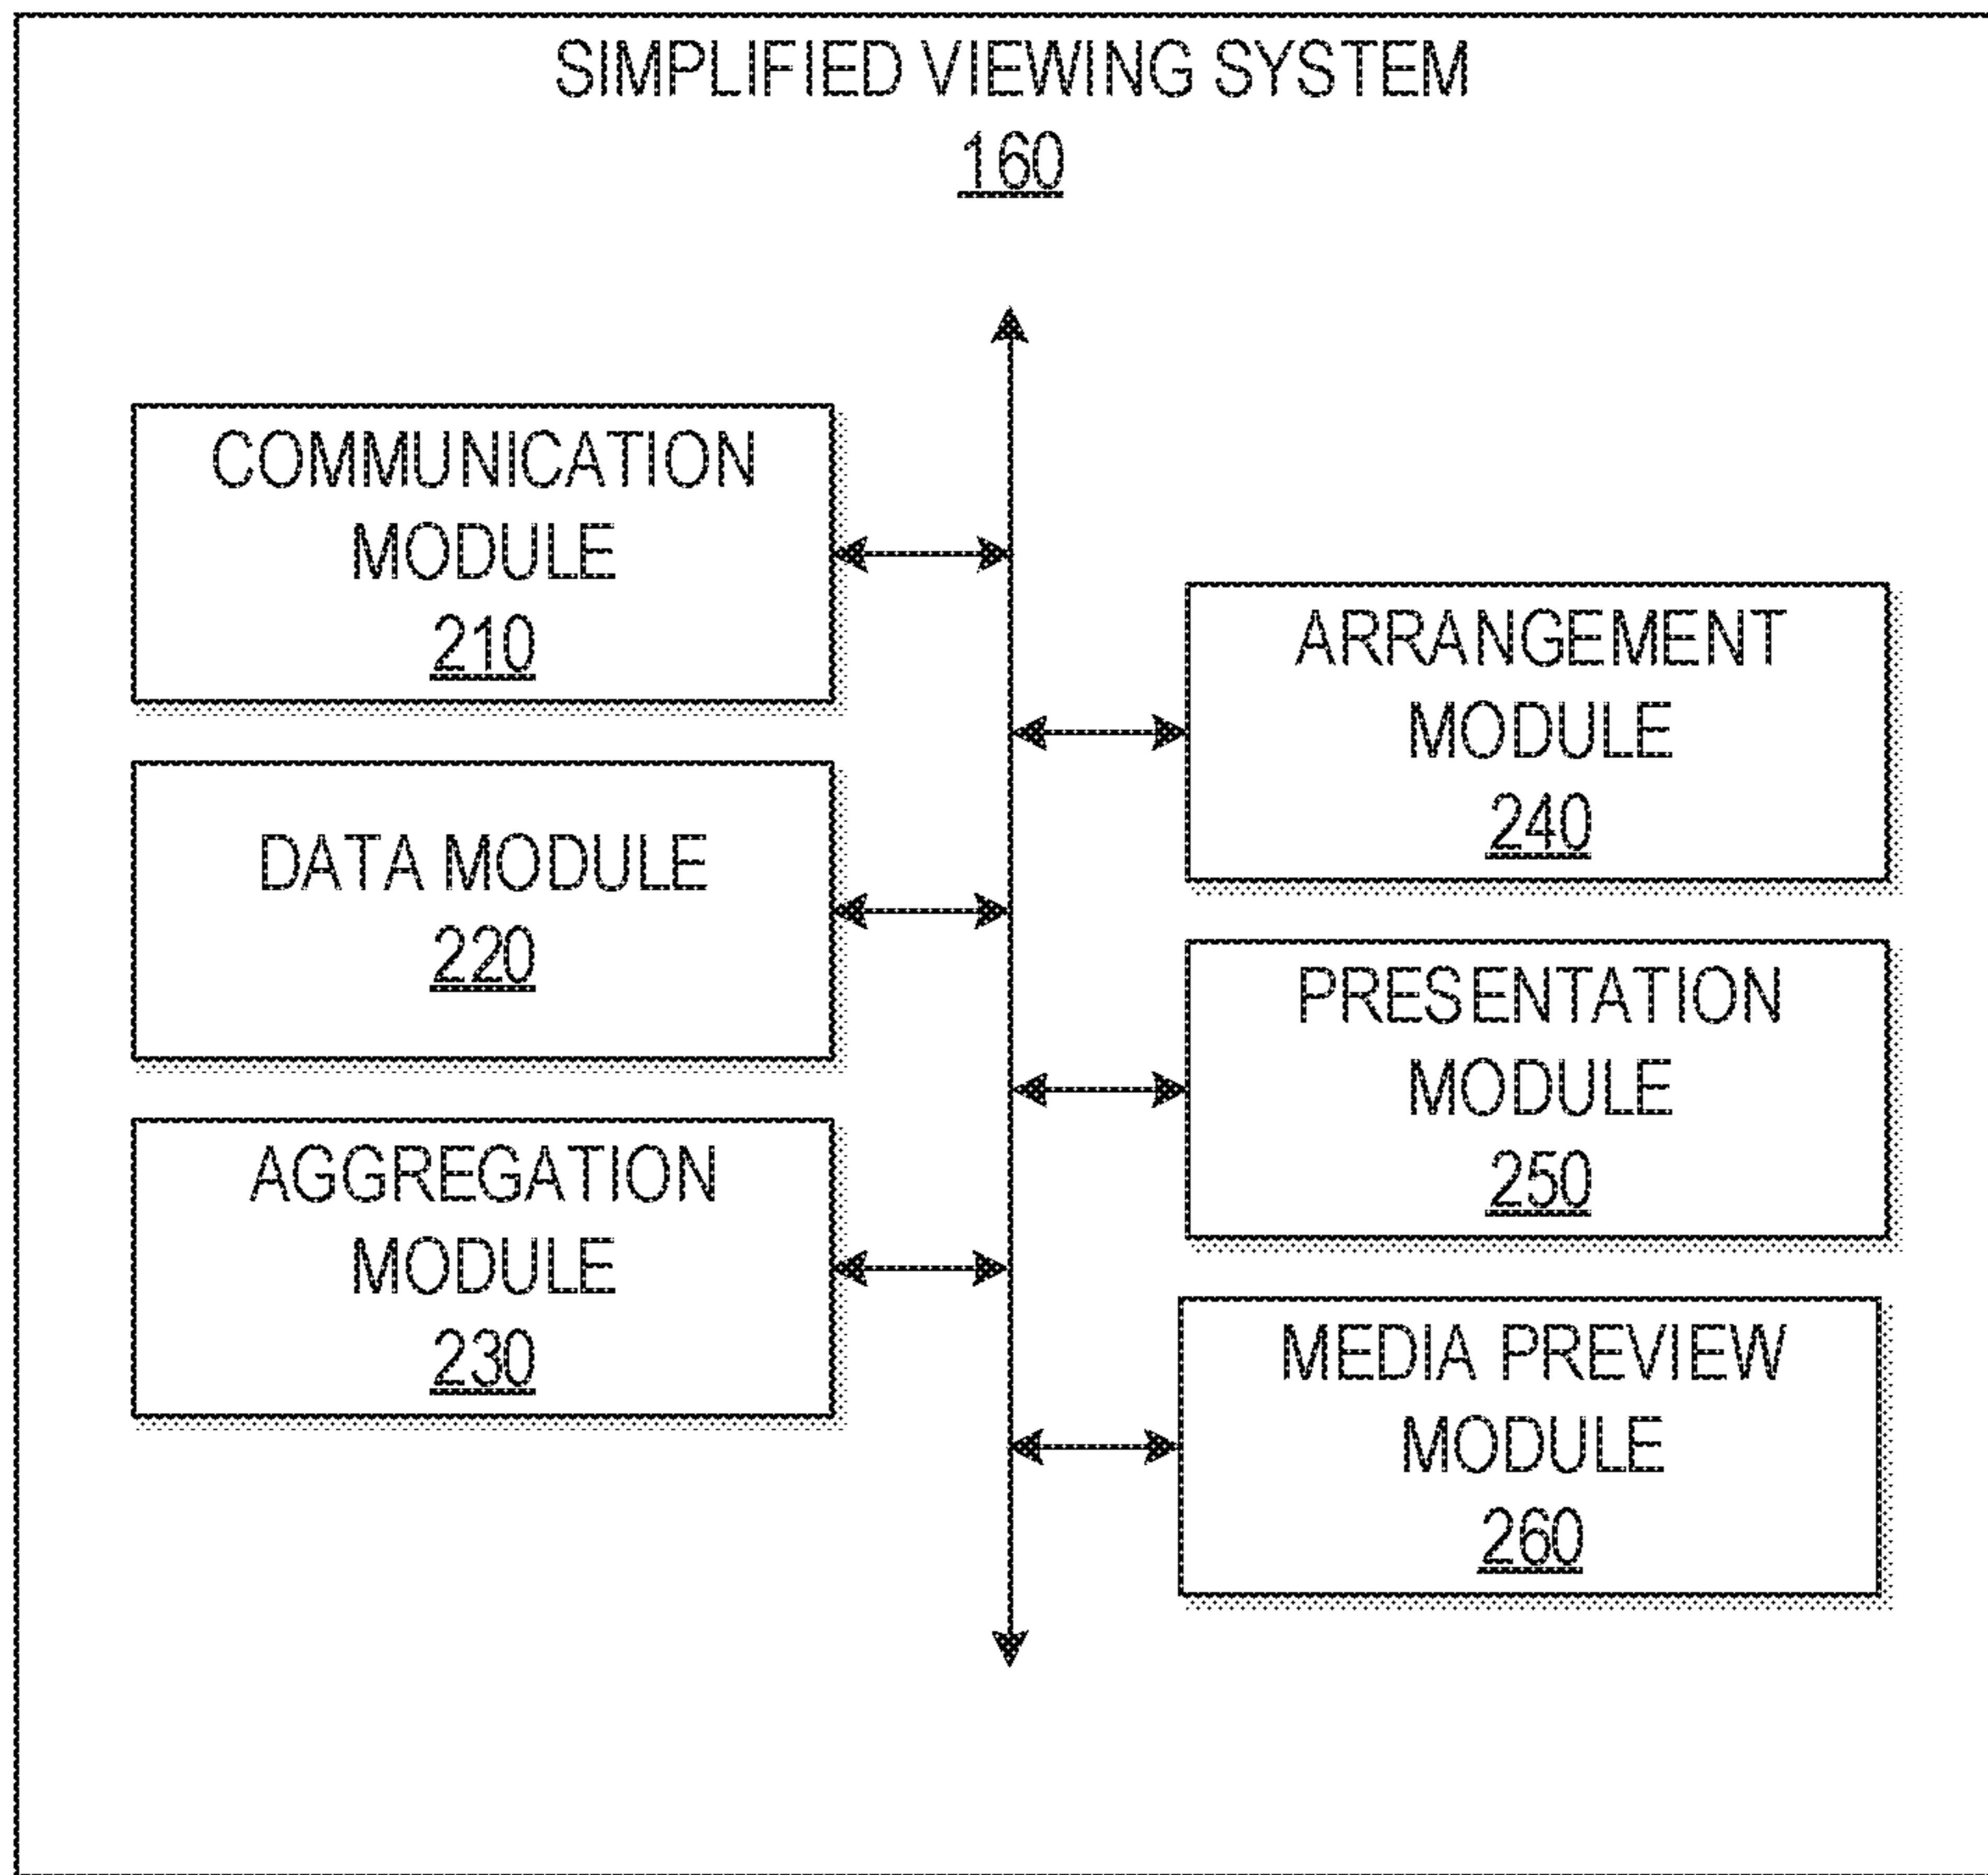 SIMPLIFIED VIEWING SYSTEM
160
COMMUNICATION
MODULE
210
DATA MODULE
220
AGGREGATION
MODULE
230
ARRANGEMENT
MODULE
240
PRESENTATION
MODULE
250
MEDIA PREVIEW
MODULE
260